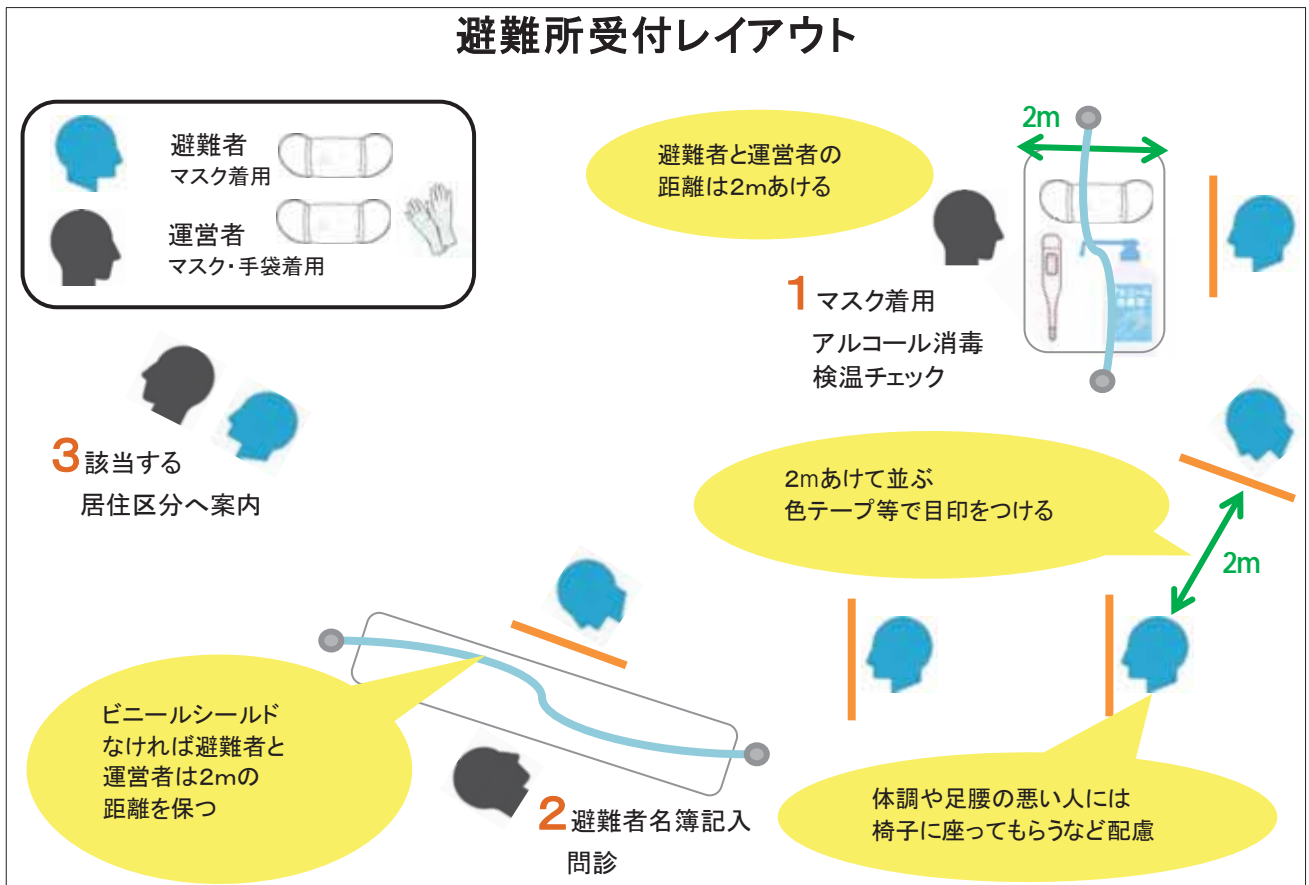 避難所受付レイアウト
避難者
マスク着用
運営者
マスク・手袋着用
避難者と運営者の
距離は2mあける
2m
1 マスク着用
アルコール消毒
検温チェック
3 該当する
居住区分へ案内
2mあけて並ぶ
色テープ等で目印をつける
2m
ビニールシールド
なければ避難者と
運営者は2mの
距離を保つ
2 避難者名簿記入
問診
体調や足腰の悪い人には
椅子に座ってもらうなど配慮